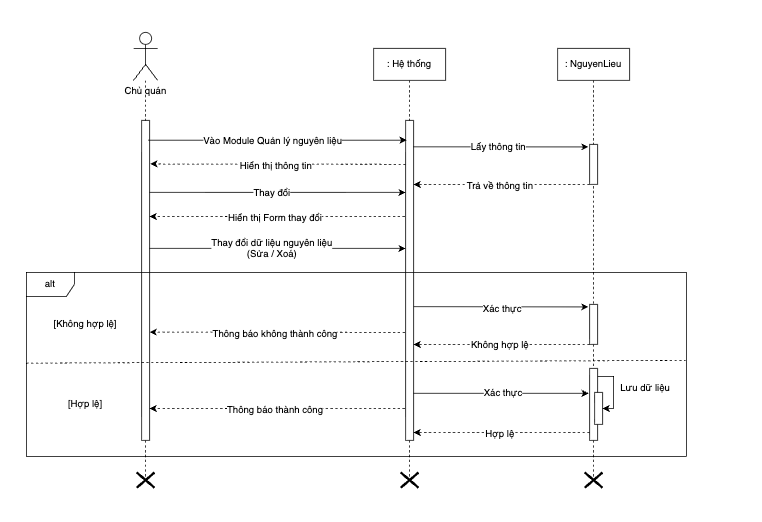 Chủ quán
: Hệ thống
: NguyenLieu
Vào Module Quản lý nguyên liệu
Lấy thông tin
Hiển thị thông tin
Trả về thông tin
Thay đổi
Hiển thị Form thay đổi
Thay đổi dữ liệu nguyên liệu
(Sửa / Xoá)
alt
[Không hợp lệ]
Xác thực
Thông báo không thành công
Không hợp lệ
[Hợp lệ]
Lưu dữ liệu
Xác thực
Thông báo thành công
Hợp lệ